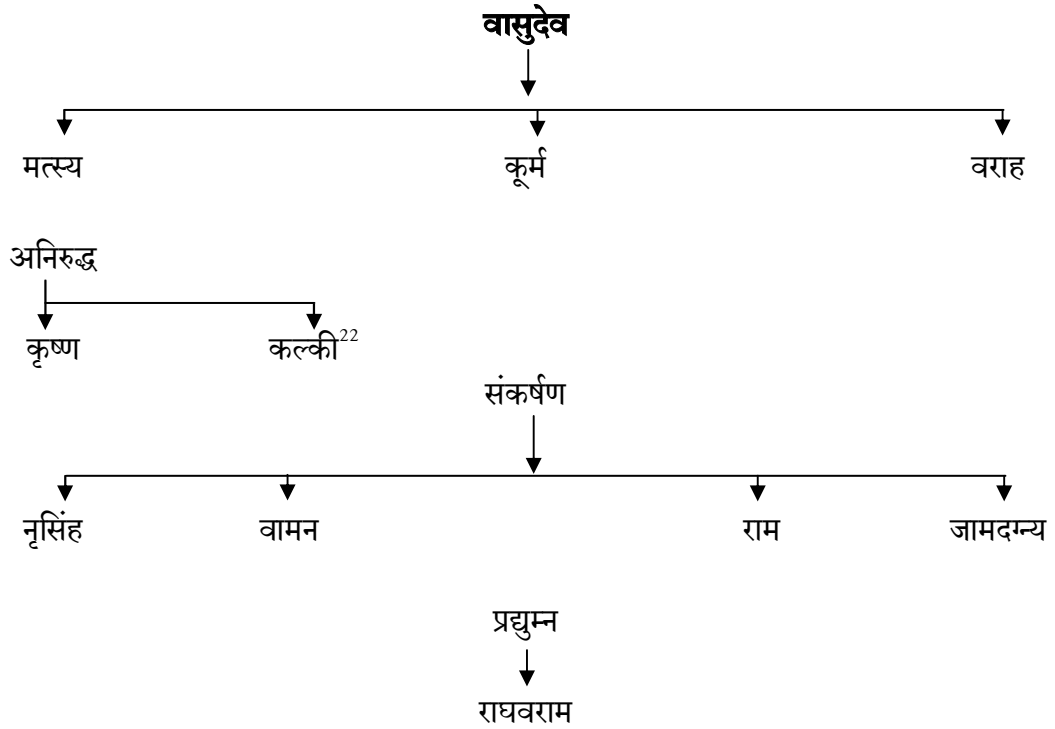 वासुदेव
मत्स्य कूर्म वराह
अनिरुद्ध
कृष्ण कल्की22
संकर्षण
नृसिंह वामन राम जामदग्न्य
प्रद्युम्न
राघवराम